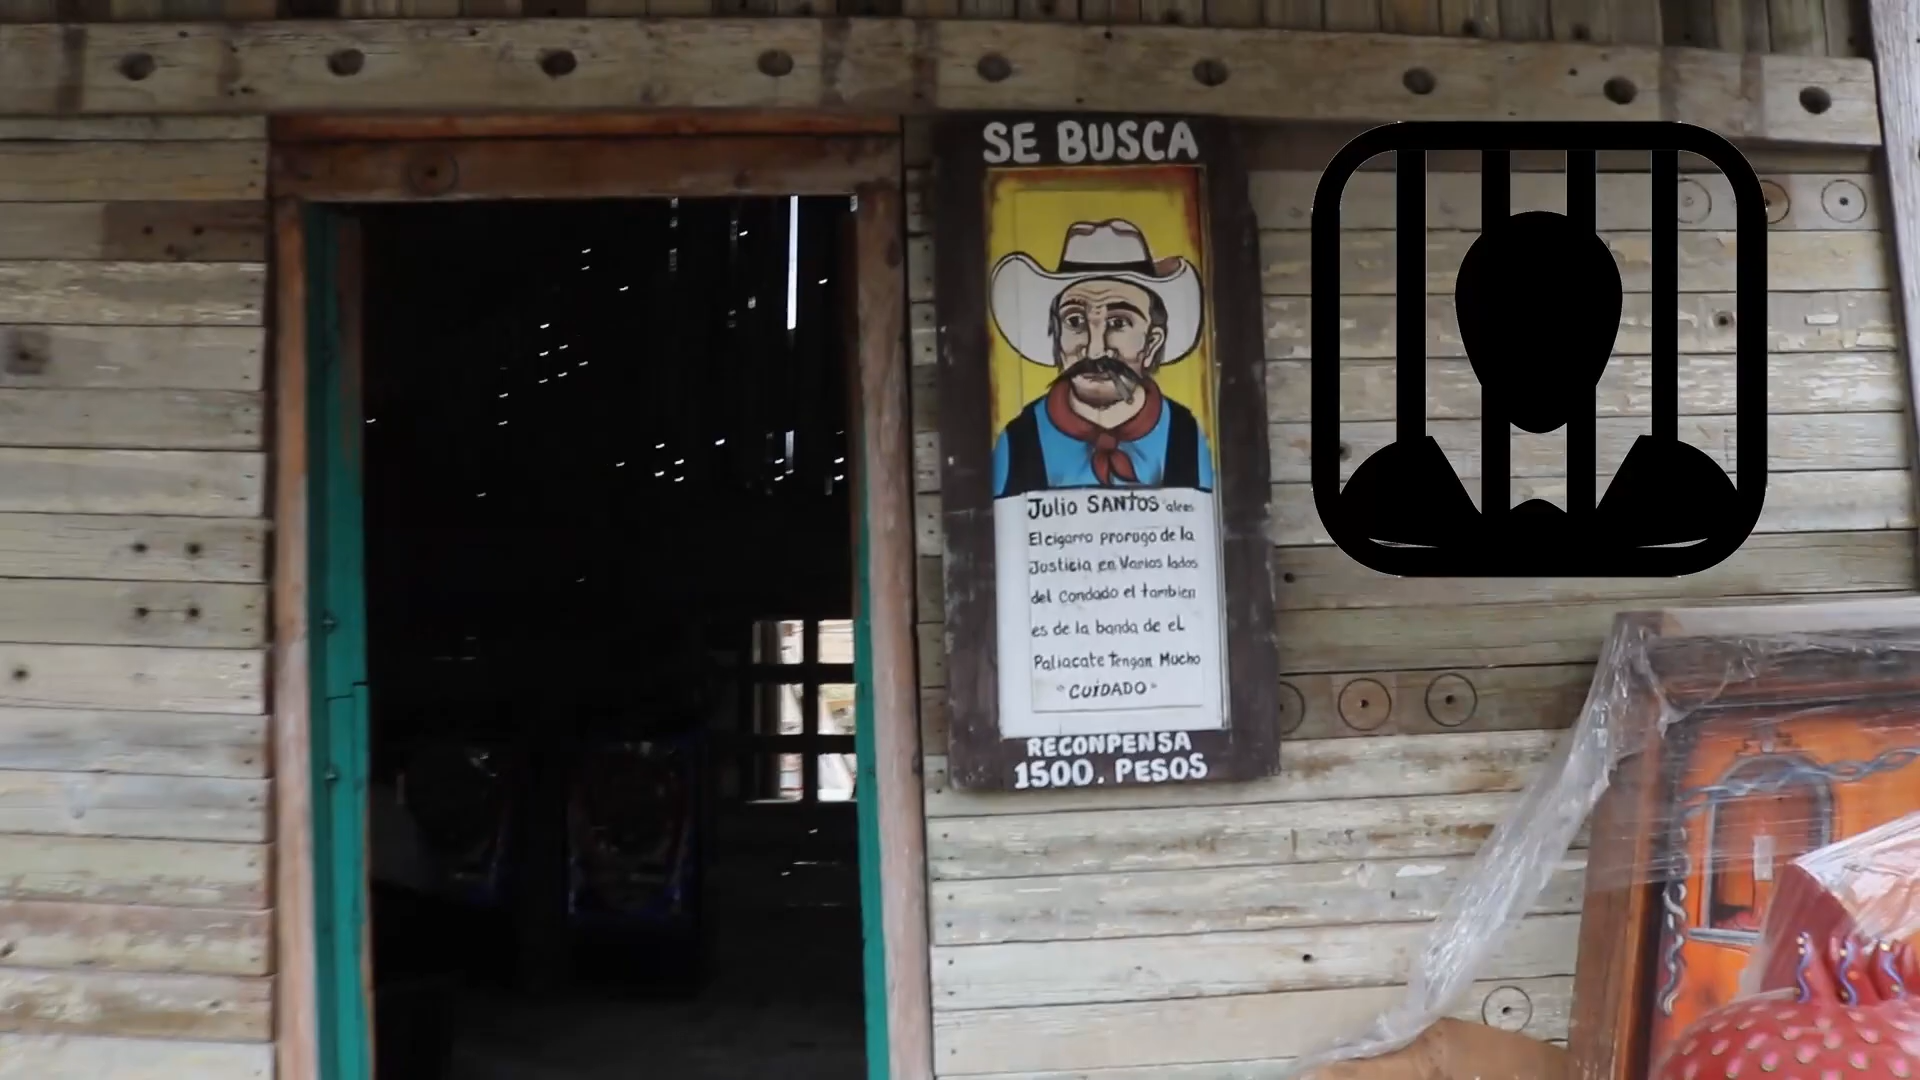 SE BUSCA
Julio SANTOS alias
El cigarro prorugo de la
Justicia en Varios lados
del Condado el tambien
es de la banda de eL
Paliacate Tengan Mucho
"CUIDADO"
RECONPENSA
1500. PESOS